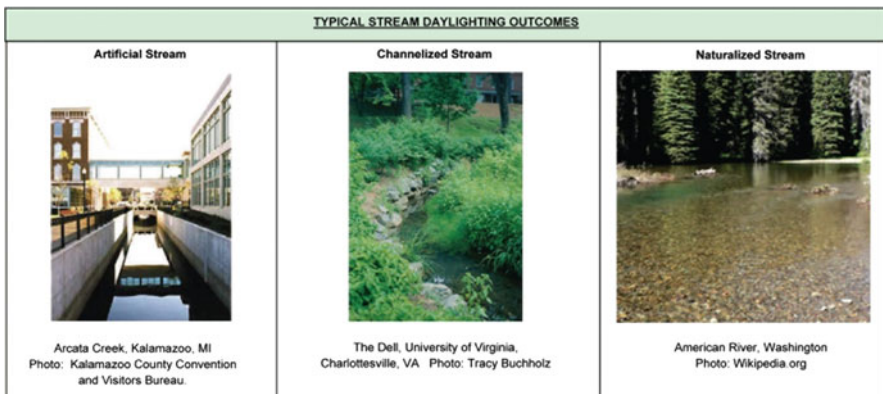 TYPICAL STREAM DAYLIGHTING OUTCOMES
Artificial Stream
Arcata Creek, Kalamazoo, MI
Photo: Kalamazoo County Convention
and Visitors Bureau.
Channelized Stream
The Dell, University of Virginia,
Charlottesville, VA Photo: Tracy Buchholz
Naturalized Stream
American River, Washington
Photo: Wikipedia.org